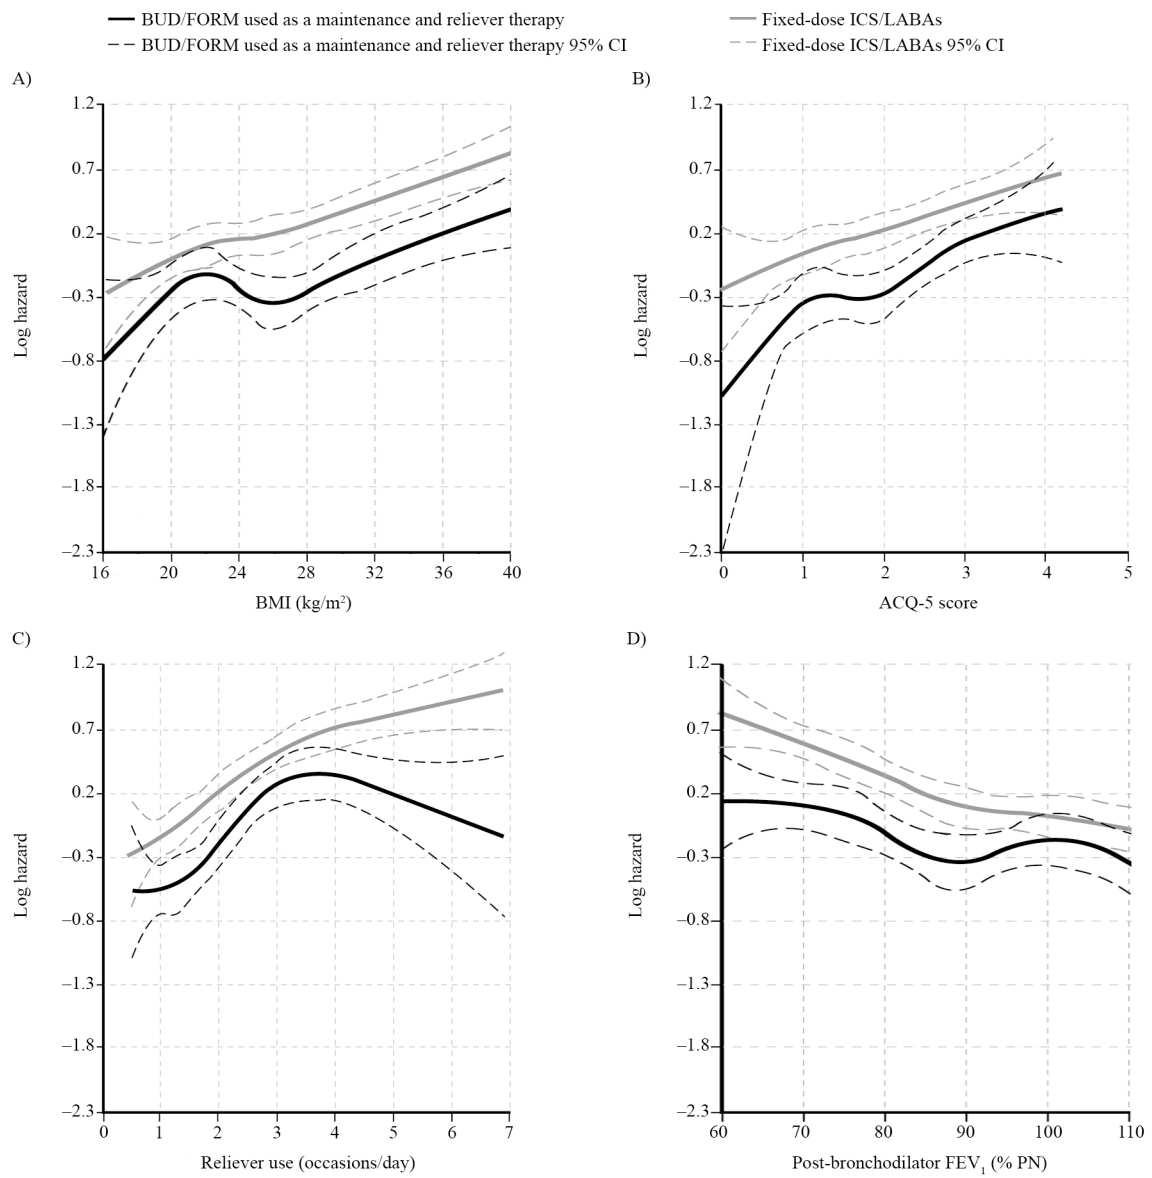 BUD/FORM used as a maintenance and reliever therapy
BUD/FORM used as a maintenance and reliever therapy 95% CI
Fixed-dose ICS/LABAs
Fixed-dose ICS/LABAs 95% CI
A)
1.2
0.7
0.2
–0.3
–0.8
–1.3
–1.8
–2.3
Log hazard
16 20 24 28 32 36 40
BMI (kg/m²)
B)
1.2
0.7
0.2
–0.3
–0.8
–1.3
–1.8
–2.3
Log hazard
0 1 2 3 4 5
ACQ-5 score
C)
1.2
0.7
0.2
–0.3
–0.8
–1.3
–1.8
–2.3
Log hazard
0 1 2 3 4 5 6 7
Reliever use (occasions/day)
D)
1.2
0.7
0.2
–0.3
–0.8
–1.3
–1.8
–2.3
Log hazard
60 70 80 90 100 110
Post-bronchodilator FEV₁ (% PN)